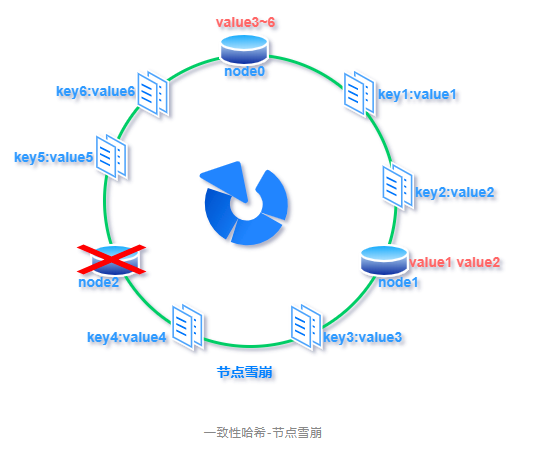 value3~6
node0
key6:value6
key1:value1
key5:value5
key2:value2
value1 value2
node2
node1
key4:value4
key3:value3
节点雪崩
一致性哈希-节点雪崩